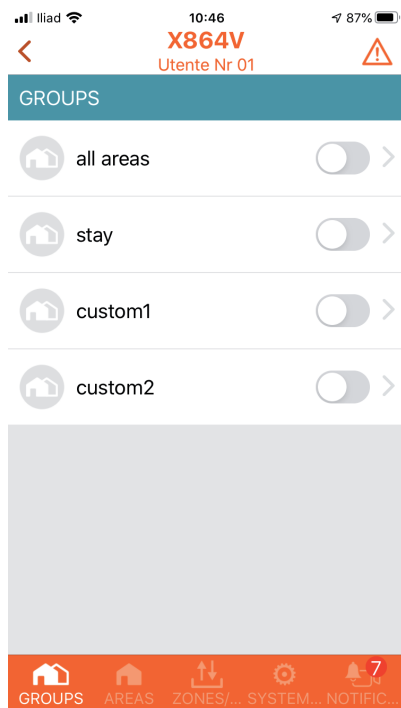 Iliad 10:46 87%
X864V
Utente Nr 01
GROUPS
all areas
stay
custom1
custom2
7
GROUPS AREAS ZONES/... SYSTEM... NOTIFIC...